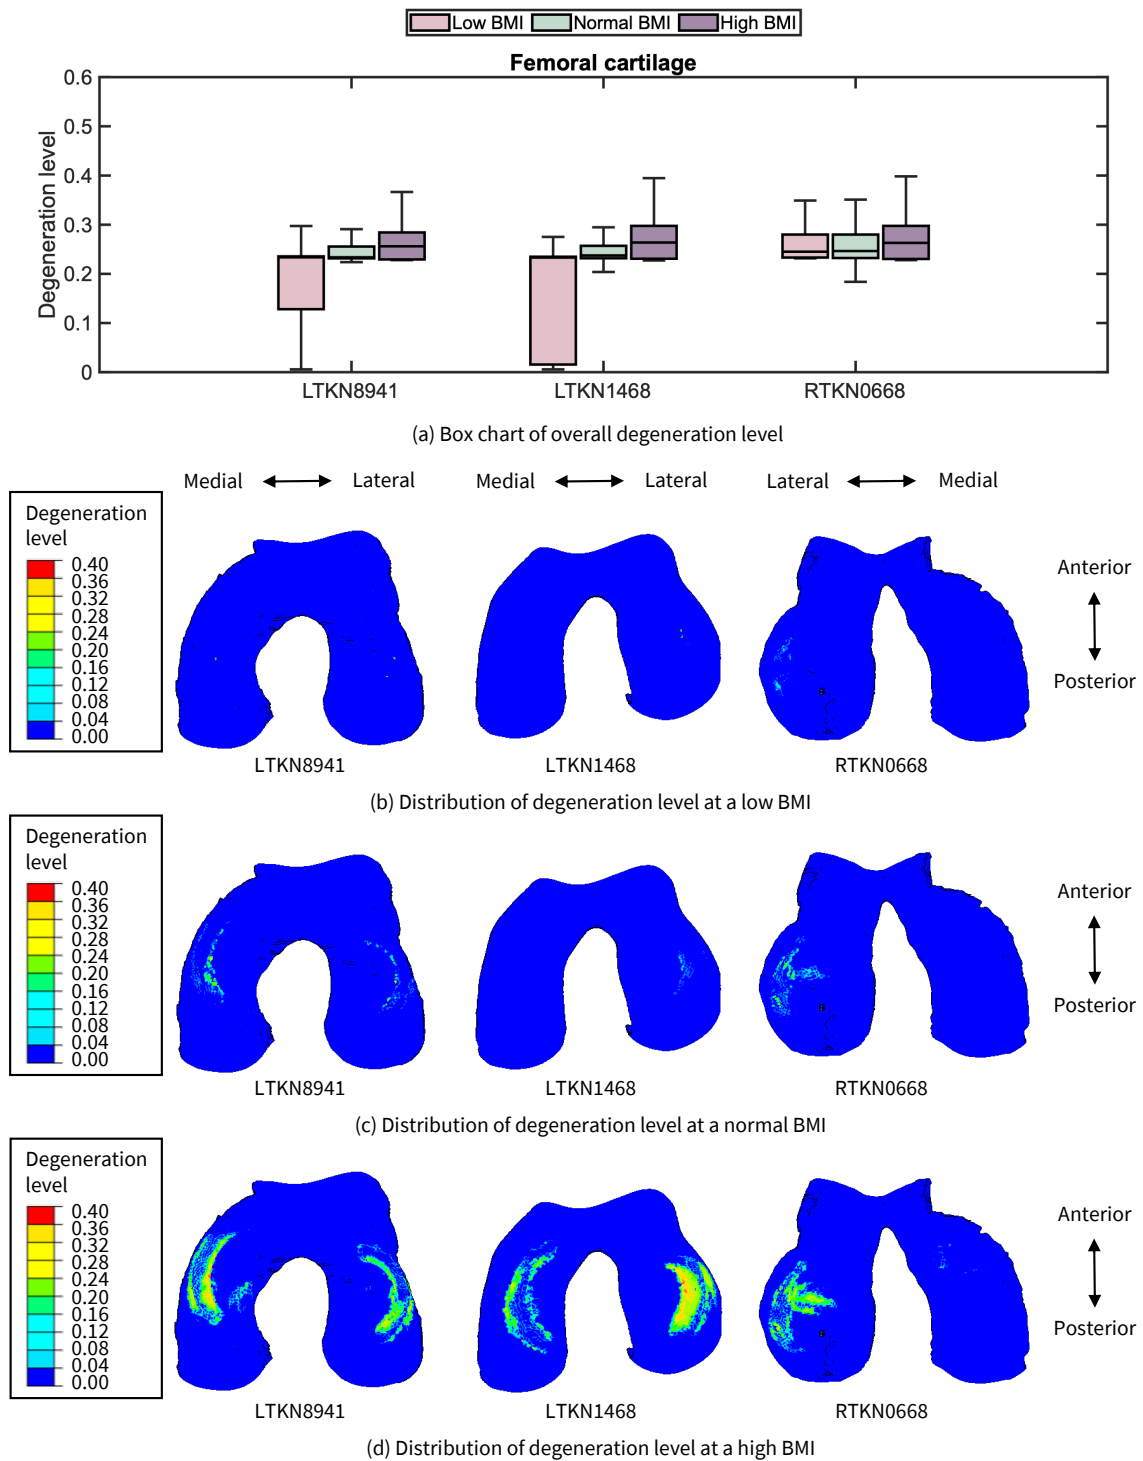 Low BMI Normal BMI High BMI
Femoral cartilage
Degeneration level
0.6
0.5
0.4
0.3
0.2
0.1
0
LTKN8941 LTKN1468 RTKN0668
(a) Box chart of overall degeneration level
Medial Lateral Medial Lateral Lateral Medial
Degeneration
level
0.40
0.36
0.32
0.28
0.24
0.20
0.16
0.12
0.08
0.04
0.00
Anterior
Posterior
LTKN8941 LTKN1468 RTKN0668
(b) Distribution of degeneration level at a low BMI
Degeneration
level
0.40
0.36
0.32
0.28
0.24
0.20
0.16
0.12
0.08
0.04
0.00
Anterior
Posterior
LTKN8941 LTKN1468 RTKN0668
(c) Distribution of degeneration level at a normal BMI
Degeneration
level
0.40
0.36
0.32
0.28
0.24
0.20
0.16
0.12
0.08
0.04
0.00
Anterior
Posterior
LTKN8941 LTKN1468 RTKN0668
(d) Distribution of degeneration level at a high BMI